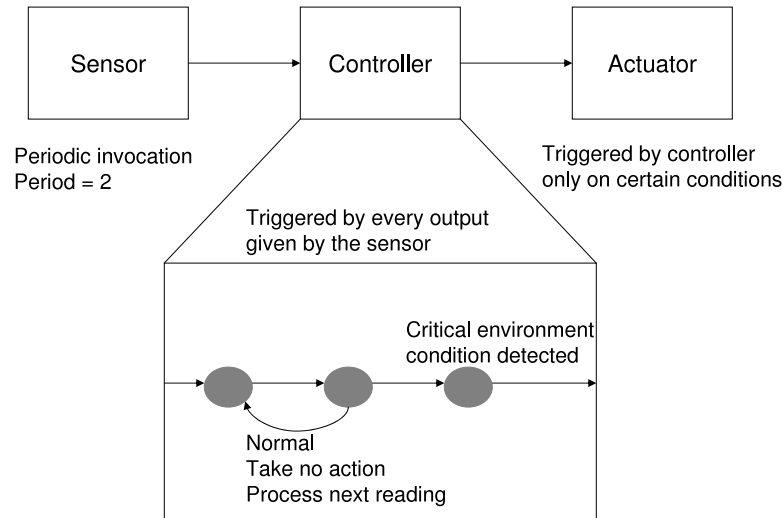 Sensor
Controller
Actuator
Periodic invocation
Period = 2
Triggered by controller
only on certain conditions
Triggered by every output
given by the sensor
Critical environment
condition detected
Normal
Take no action
Process next reading